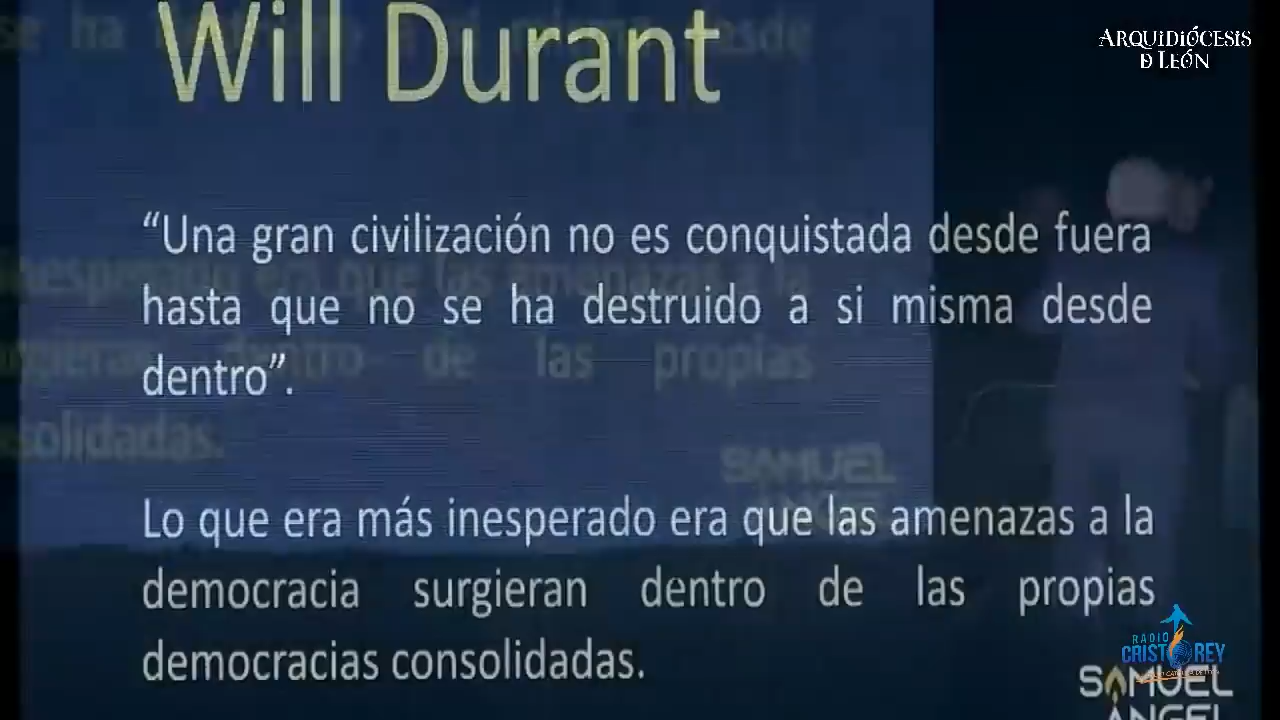 Will Durant
ARQUIDIÓCESIS
D LEÓN
“Una gran civilización no es conquistada desde fuera
hasta que no se ha destruido a si misma desde
dentro”.
Lo que era más inesperado era que las amenazas a la
democracia surgieran dentro de las propias
democracias consolidadas.
RADIO
CRISTO REY
SAMUEL
ANGEL